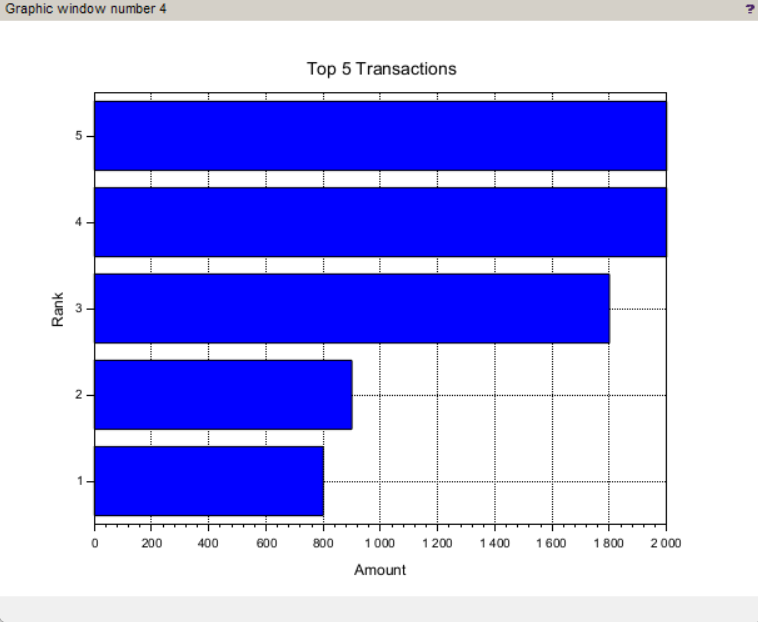 Graphic window number 4 ?
Top 5 Transactions
5
4
3
2
1
Rank
0 200 400 600 800 1 000 1 200 1 400 1 600 1 800 2 000
Amount